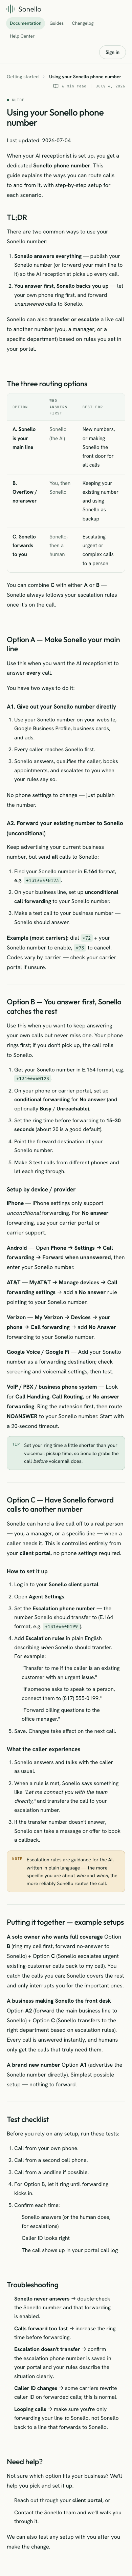 Sonello
Documentation Guides Changelog
Help Center
Sign in
Getting started › Using your Sonello phone number
6 min read · July 4, 2026
GUIDE
Using your Sonello phone
number
Last updated: 2026-07-04
When your AI receptionist is set up, you get a
dedicated Sonello phone number. This
guide explains the ways you can route calls
to and from it, with step-by-step setup for
each scenario.
TL;DR
There are two common ways to use your
Sonello number:
1. Sonello answers everything — publish your
Sonello number (or forward your main line to
it) so the AI receptionist picks up every call.
2. You answer first, Sonello backs you up — let
your own phone ring first, and forward
unanswered calls to Sonello.
Sonello can also transfer or escalate a live call
to another line (you, a manager, or a
specific department) based on rules you set in
your portal.
The three routing options
OPTION WHO ANSWERS FIRST BEST FOR
A. Sonello is your main line Sonello (the AI) New numbers, or making Sonello the front door for all calls
B. Overflow / no-answer You, then Sonello Keeping your existing number and using Sonello as backup
C. Sonello forwards to you Sonello, then a human Escalating urgent or complex calls to a person
You can combine C with either A or B —
Sonello always follows your escalation rules
once it's on the call.
Option A — Make Sonello your main
line
Use this when you want the AI receptionist to
answer every call.
You have two ways to do it:
A1. Give out your Sonello number directly
1. Use your Sonello number on your website,
Google Business Profile, business cards,
and ads.
2. Every caller reaches Sonello first.
3. Sonello answers, qualifies the caller, books
appointments, and escalates to you when
your rules say so.
No phone settings to change — just publish
the number.
A2. Forward your existing number to Sonello
(unconditional)
Keep advertising your current business
number, but send all calls to Sonello:
1. Find your Sonello number in E.164 format,
e.g. +131••••0123.
2. On your business line, set up unconditional
call forwarding to your Sonello number.
3. Make a test call to your business number —
Sonello should answer.
Example (most carriers): dial *72 + your
Sonello number to enable, *73 to cancel.
Codes vary by carrier — check your carrier
portal if unsure.
Option B — You answer first, Sonello
catches the rest
Use this when you want to keep answering
your own calls but never miss one. Your phone
rings first; if you don't pick up, the call rolls
to Sonello.
1. Get your Sonello number in E.164 format, e.g.
+131••••0123.
2. On your phone or carrier portal, set up
conditional forwarding for No answer (and
optionally Busy / Unreachable).
3. Set the ring time before forwarding to 15-30
seconds (about 20 is a good default).
4. Point the forward destination at your
Sonello number.
5. Make 3 test calls from different phones and
let each ring through.
Setup by device / provider
iPhone — iPhone settings only support
unconditional forwarding. For No answer
forwarding, use your carrier portal or
carrier support.
Android — Open Phone → Settings → Call
forwarding → Forward when unanswered, then
enter your Sonello number.
AT&T — MyAT&T → Manage devices → Call
forwarding settings → add a No answer rule
pointing to your Sonello number.
Verizon — My Verizon → Devices → your
phone → Call forwarding → add No Answer
forwarding to your Sonello number.
Google Voice / Google Fi — Add your Sonello
number as a forwarding destination; check
screening and voicemail settings, then test.
VoIP / PBX / business phone system — Look
for Call Handling, Call Routing, or No answer
forwarding. Ring the extension first, then route
NOANSWER to your Sonello number. Start with
a 20-second timeout.
TIP Set your ring time a little shorter than your
voicemail pickup time, so Sonello grabs the
call before voicemail does.
Option C — Have Sonello forward
calls to another number
Sonello can hand a live call off to a real person
— you, a manager, or a specific line — when a
caller needs it. This is controlled entirely from
your client portal, no phone settings required.
How to set it up
1. Log in to your Sonello client portal.
2. Open Agent Settings.
3. Set the Escalation phone number — the
number Sonello should transfer to (E.164
format, e.g. +131••••0199).
4. Add Escalation rules in plain English
describing when Sonello should transfer.
For example:
"Transfer to me if the caller is an existing
customer with an urgent issue."
"If someone asks to speak to a person,
connect them to (817) 555-0199."
"Forward billing questions to the
office manager."
5. Save. Changes take effect on the next call.
What the caller experiences
1. Sonello answers and talks with the caller
as usual.
2. When a rule is met, Sonello says something
like "Let me connect you with the team
directly," and transfers the call to your
escalation number.
3. If the transfer number doesn't answer,
Sonello can take a message or offer to book
a callback.
NOTE Escalation rules are guidance for the AI,
written in plain language — the more
specific you are about who and when, the
more reliably Sonello routes the call.
Putting it together — example setups
A solo owner who wants full coverage Option
B (ring my cell first, forward no-answer to
Sonello) + Option C (Sonello escalates urgent
existing-customer calls back to my cell). You
catch the calls you can; Sonello covers the rest
and only interrupts you for the important ones.
A business making Sonello the front desk
Option A2 (forward the main business line to
Sonello) + Option C (Sonello transfers to the
right department based on escalation rules).
Every call is answered instantly, and humans
only get the calls that truly need them.
A brand-new number Option A1 (advertise the
Sonello number directly). Simplest possible
setup — nothing to forward.
Test checklist
Before you rely on any setup, run these tests:
1. Call from your own phone.
2. Call from a second cell phone.
3. Call from a landline if possible.
4. For Option B, let it ring until forwarding
kicks in.
5. Confirm each time:
Sonello answers (or the human does,
for escalations)
Caller ID looks right
The call shows up in your portal call log
Troubleshooting
Sonello never answers → double-check
the Sonello number and that forwarding
is enabled.
Calls forward too fast → increase the ring
time before forwarding.
Escalation doesn't transfer → confirm
the escalation phone number is saved in
your portal and rules describe the
situation clearly.
Caller ID changes → some carriers rewrite
caller ID on forwarded calls; this is normal.
Looping calls → make sure you're only
forwarding your line to Sonello, not Sonello
back to a line that forwards to Sonello.
Need help?
Not sure which option fits your business? We'll
help you pick and set it up.
Reach out through your client portal, or
Contact the Sonello team and we'll walk you
through it.
We can also test any setup with you after you
make the change.